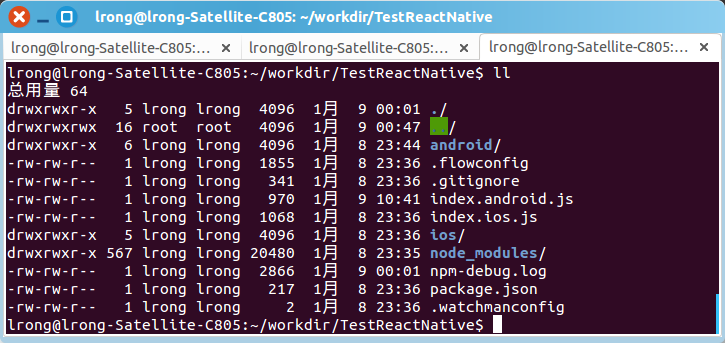 lrong@lrong-Satellite-C805: ~/workdir/TestReactNative
lrong@lrong-Satellite-C805:... × lrong@lrong-Satellite-C805:... × lrong@lrong-Satellite-C805:... ×
lrong@lrong-Satellite-C805:~/workdir/TestReactNative$ ll
总用量 64
drwxrwxr-x   5 lrong lrong  4096  1月   9 00:01 ./
drwxrwxrwx  16 root  root   4096  1月   9 00:47 ../
drwxrwxr-x   6 lrong lrong  4096  1月   8 23:44 android/
-rw-rw-r--   1 lrong lrong  1855  1月   8 23:36 .flowconfig
-rw-rw-r--   1 lrong lrong   341  1月   8 23:36 .gitignore
-rw-rw-r--   1 lrong lrong   970  1月   9 10:41 index.android.js
-rw-rw-r--   1 lrong lrong  1068  1月   8 23:36 index.ios.js
drwxrwxr-x   5 lrong lrong  4096  1月   8 23:36 ios/
drwxrwxr-x 567 lrong lrong 20480  1月   8 23:35 node_modules/
-rw-rw-r--   1 lrong lrong  2866  1月   9 00:01 npm-debug.log
-rw-rw-r--   1 lrong lrong   217  1月   8 23:36 package.json
-rw-rw-r--   1 lrong lrong     2  1月   8 23:36 .watchmanconfig
lrong@lrong-Satellite-C805:~/workdir/TestReactNative$